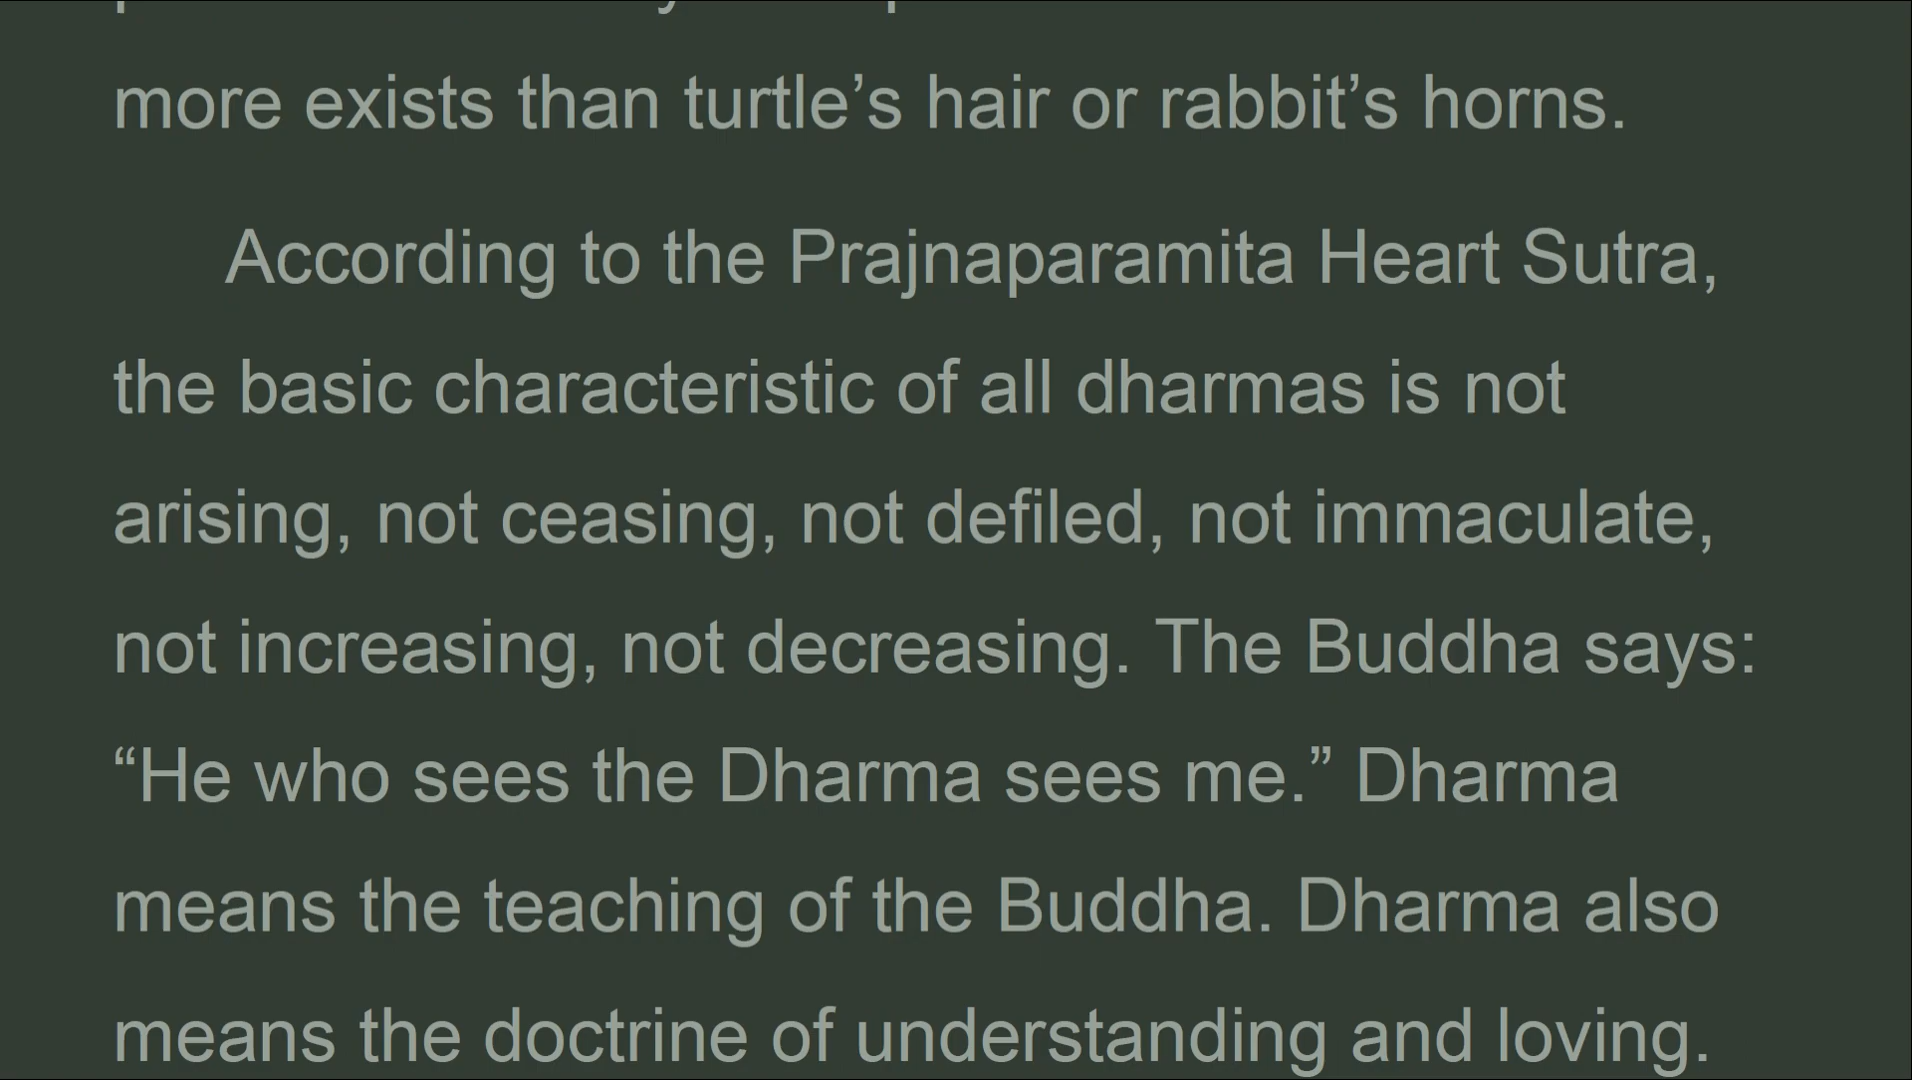 more exists than turtle’s hair or rabbit’s horns.
According to the Prajnaparamita Heart Sutra,
the basic characteristic of all dharmas is not
arising, not ceasing, not defiled, not immaculate,
not increasing, not decreasing. The Buddha says:
“He who sees the Dharma sees me.” Dharma
means the teaching of the Buddha. Dharma also
means the doctrine of understanding and loving.